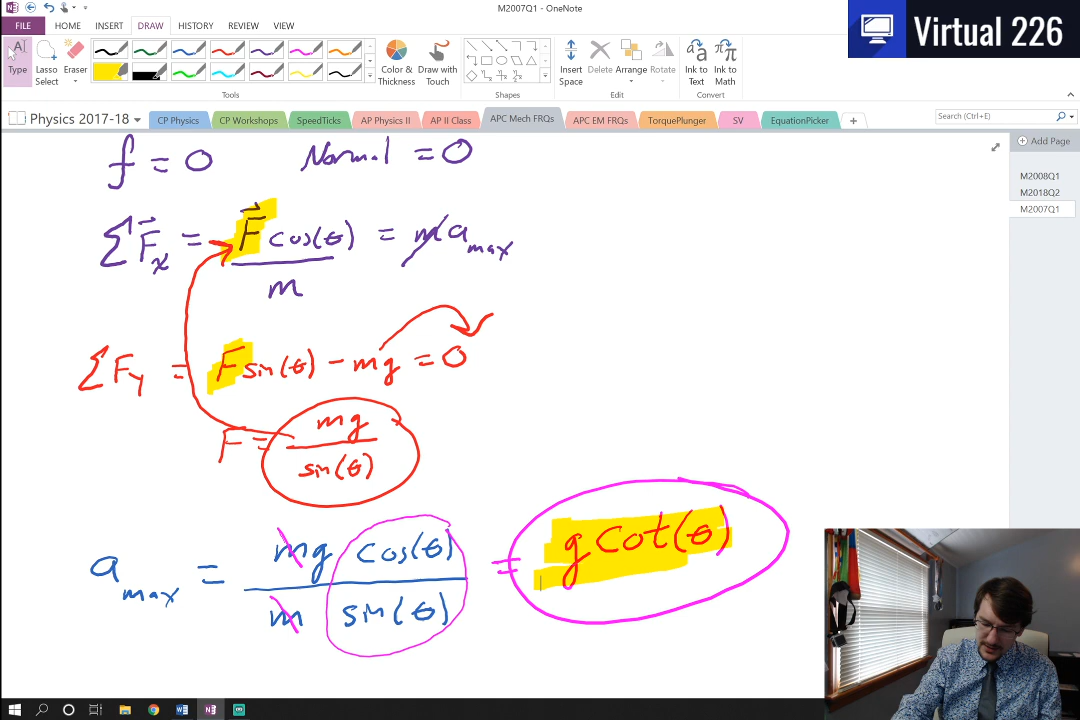 M2007Q1 - OneNote
FILE HOME INSERT DRAW HISTORY REVIEW VIEW
Virtual 226
Type
Lasso Select
Eraser
Color & Thickness
Draw with Touch
Insert Space
Delete
Arrange
Rotate
Ink to Text
Ink to Math
Tools
Shapes
Edit
Convert
Physics 2017-18
CP Physics CP Workshops SpeedTicks AP Physics II AP II Class APC Mech FRQs APC EM FRQs TorquePlunger SV EquationPicker
Search (Ctrl+E)
Add Page
M2008Q1
M2018Q2
M2007Q1
f = 0 Normal = 0
ΣF⃗x = F⃗ cos(θ) / m = m a max
ΣFy = F sin(θ) - mg = 0
F = mg / sin(θ)
a max = mg cos(θ) / m sin(θ) = g cot(θ)